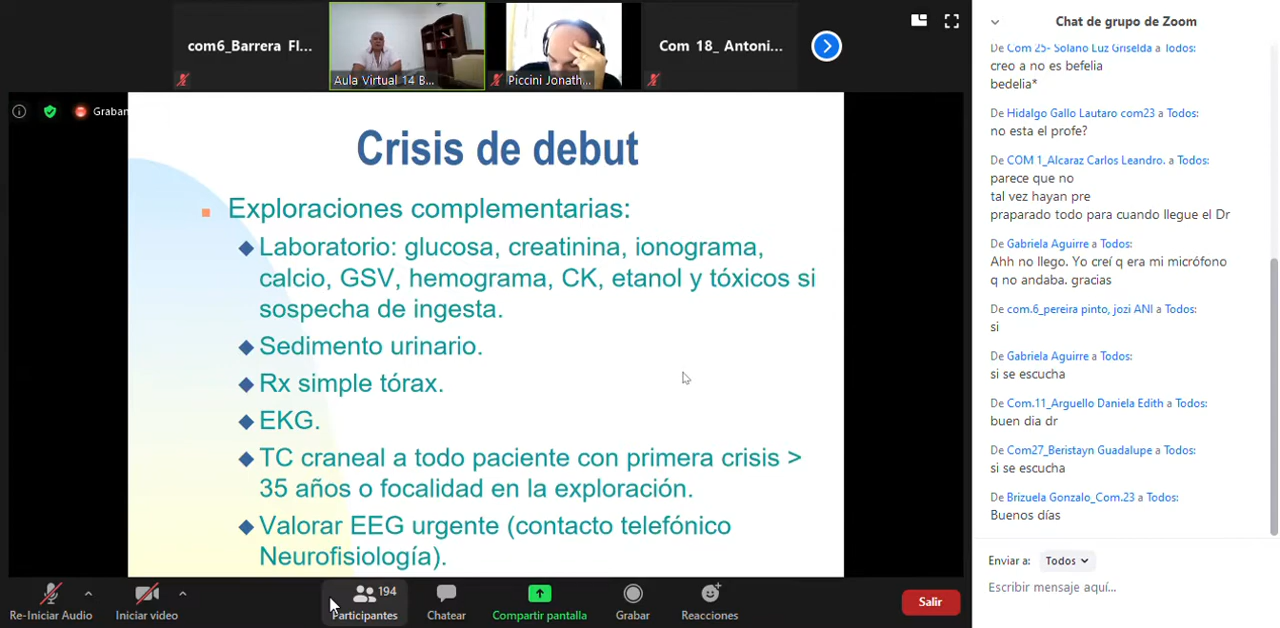 com6_Barrera Fl...
Aula Virtual 14 B...
Piccini Jonath...
Com 18_ Antoni...
Graban
Crisis de debut
Exploraciones complementarias:
Laboratorio: glucosa, creatinina, ionograma,
calcio, GSV, hemograma, CK, etanol y tóxicos si
sospecha de ingesta.
Sedimento urinario.
Rx simple tórax.
EKG.
TC craneal a todo paciente con primera crisis >
35 años o focalidad en la exploración.
Valorar EEG urgente (contacto telefónico
Neurofisiología).
Re-Iniciar Audio
Iniciar video
194
Participantes
Chatear
Compartir pantalla
Grabar
Reacciones
Salir
Chat de grupo de Zoom
De Com 25- Solano Luz Griselda a Todos:
creo a no es befelia
bedelia*
De Hidalgo Gallo Lautaro com23 a Todos:
no esta el profe?
De COM 1_Alcaraz Carlos Leandro. a Todos:
parece que no
tal vez hayan pre
praparado todo para cuando llegue el Dr
De Gabriela Aguirre a Todos:
Ahh no llego. Yo creí q era mi micrófono
q no andaba. gracias
De com.6_pereira pinto, jozi ANI a Todos:
si
De Gabriela Aguirre a Todos:
si se escucha
De Com.11_Arguello Daniela Edith a Todos:
buen dia dr
De Com27_Beristayn Guadalupe a Todos:
si se escucha
De Brizuela Gonzalo_Com.23 a Todos:
Buenos días
Enviar a: Todos
Escribir mensaje aquí...